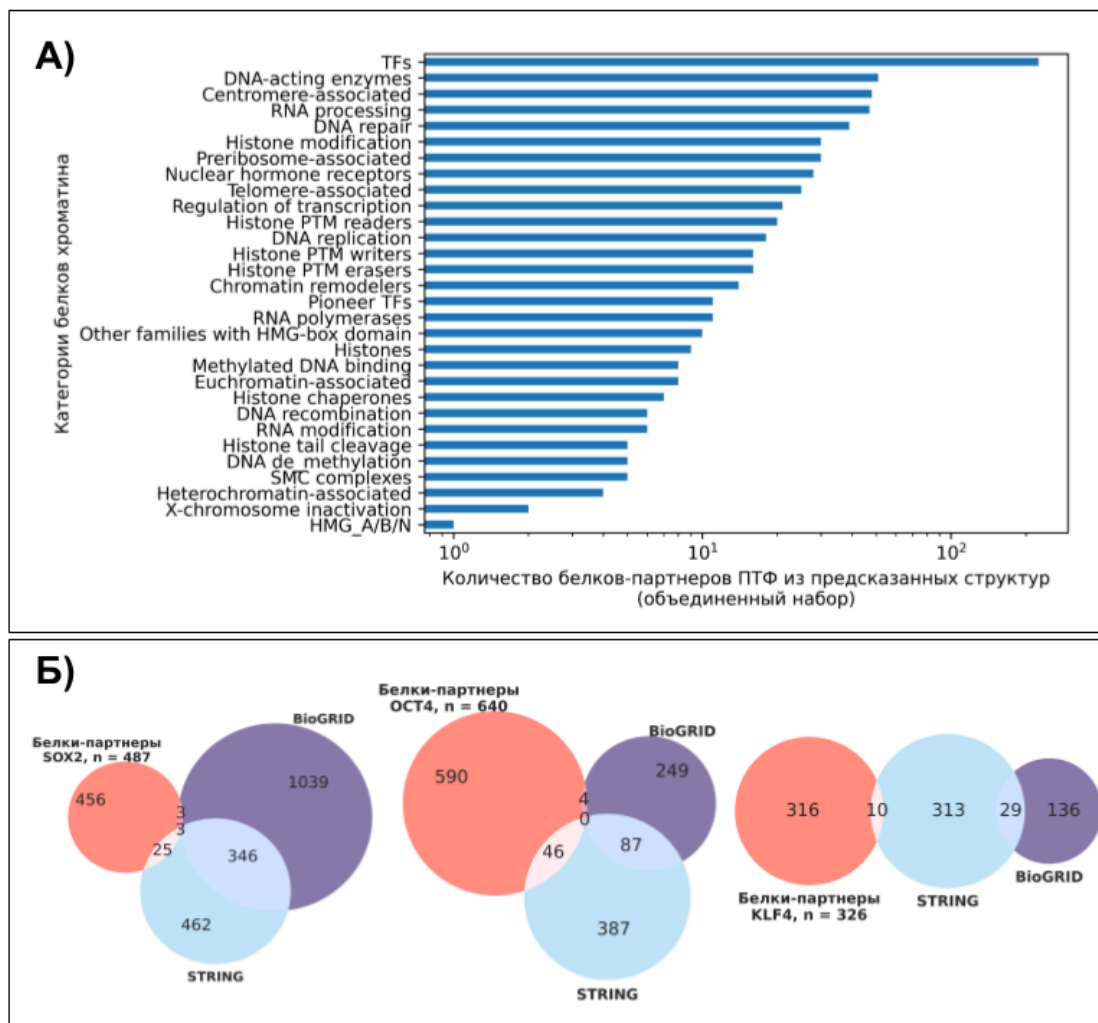 А)
TFs
DNA-acting enzymes
Centromere-associated
RNA processing
DNA repair
Histone modification
Preribosome-associated
Nuclear hormone receptors
Telomere-associated
Regulation of transcription
Histone PTM readers
DNA replication
Histone PTM writers
Histone PTM erasers
Chromatin remodelers
Pioneer TFs
RNA polymerases
Other families with HMG-box domain
Histones
Methylated DNA binding
Euchromatin-associated
Histone chaperones
DNA recombination
RNA modification
Histone tail cleavage
DNA de_methylation
SMC complexes
Heterochromatin-associated
X-chromosome inactivation
HMG_A/B/N
Категории белков хроматина
10⁰ 10¹ 10²
Количество белков-партнеров ПТФ из предсказанных структур
(объединенный набор)
Б)
Белки-партнеры
SOX2, n = 487
BioGRID
456
1039
3
3
25
346
462
STRING
Белки-партнеры
OCT4, n = 640
BioGRID
590
249
4
0
46
87
387
STRING
316
10
313
29
136
Белки-партнеры
KLF4, n = 326
STRING
BioGRID